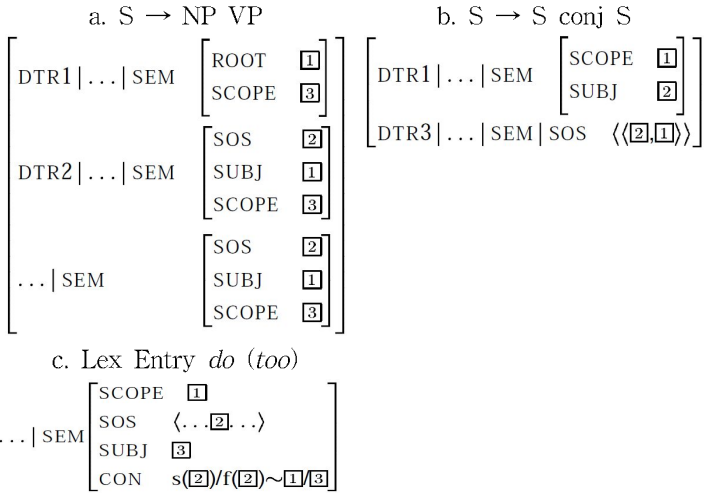 a. S → NP VP
DTR1|...|SEM [ROOT 1
SCOPE 3]
DTR2|...|SEM [SOS 2
SUBJ 1
SCOPE 3]
...|SEM [SOS 2
SUBJ 1
SCOPE 3]
b. S → S conj S
DTR1|...|SEM [SCOPE 1
SUBJ 2]
DTR3|...|SEM|SOS ⟨⟨2,1⟩⟩
c. Lex Entry do (too)
...|SEM [SCOPE 1
SOS ⟨...2...⟩
SUBJ 3
CON s(2)/f(2)~1/3]